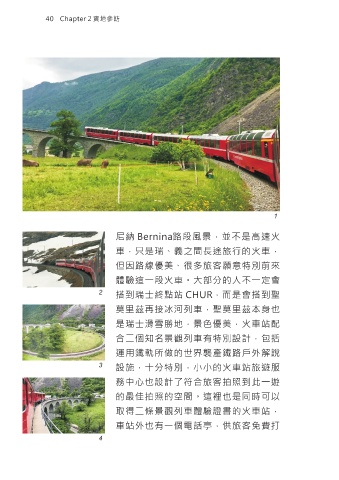 40 Chapter 2 實地參訪
1
尼納 Bernina路段風景，並不是高速火
車，只是瑞、義之間長途旅行的火車，
但因路線優美，很多旅客願意特別前來
體驗這一段火車。大部分的人不一定會
搭到瑞士終點站 CHUR，而是會搭到聖
莫里茲再接冰河列車，聖莫里茲本身也
是瑞士滑雪勝地，景色優美，火車站配
合二個知名景觀列車有特別設計，包括
運用鐵軌所做的世界襲產鐵路戶外解說
設施，十分特別，小小的火車站旅遊服
務中心也設計了符合旅客拍照到此一遊
的最佳拍照的空間。這裡也是同時可以
取得二條景觀列車體驗證書的火車站，
車站外也有一個電話亭，供旅客免費打
2
3
4